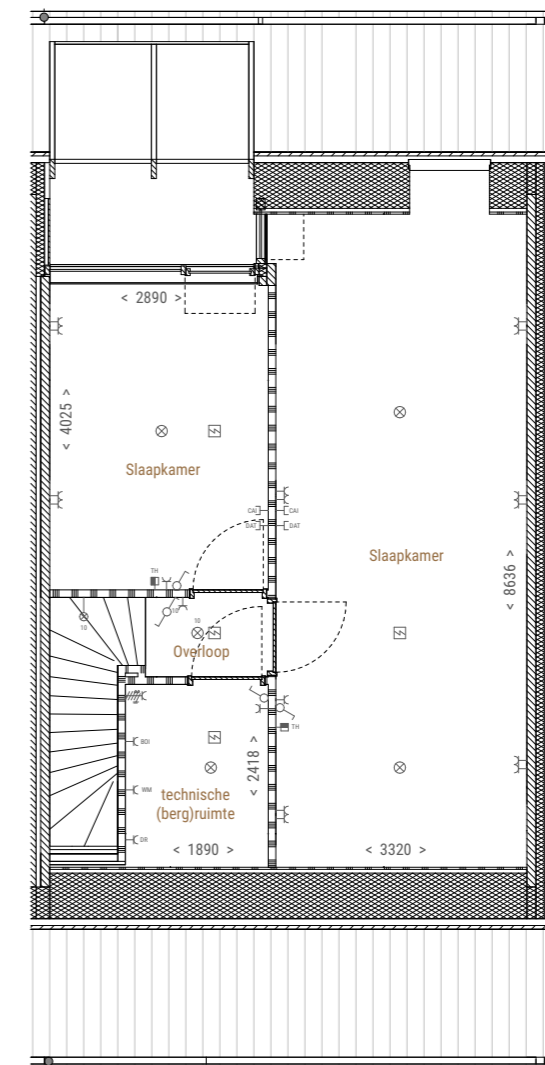 < 2890 >
< 4025 >
Slaapkamer
CAI
CAI
DAT
DAT
Slaapkamer
< 8636 >
TH
10
10
10
Overloop
TH
BDI
< 2418 >
WM
technische
(berg)ruimte
DR
< 1890 >
< 3320 >